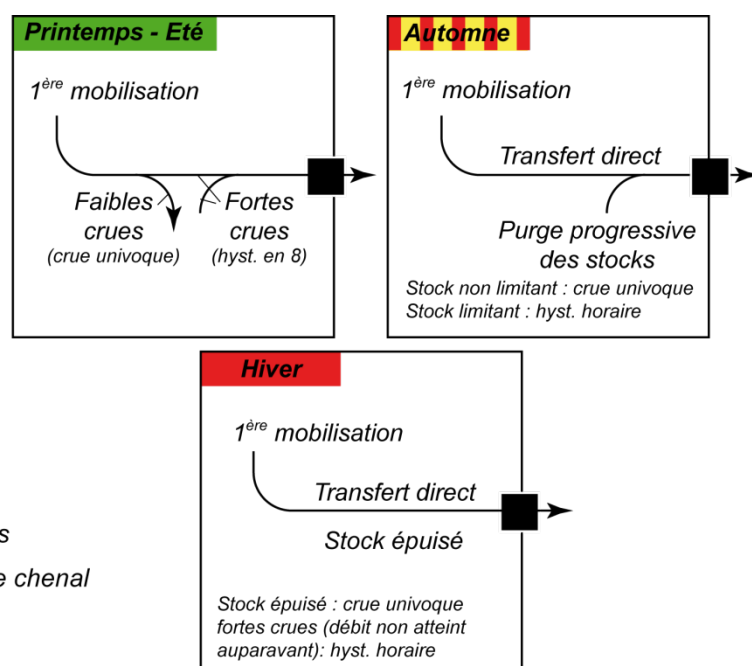 Printemps - Eté
1ère mobilisation
Faibles
crues
(crue univoque)
Fortes
crues
(hyst. en 8)
Automne
1ère mobilisation
Transfert direct
Purge progressive
des stocks
Stock non limitant : crue univoque
Stock limitant : hyst. horaire
Hiver
1ère mobilisation
Transfert direct
Stock épuisé
Stock épuisé : crue univoque
fortes crues (débit non atteint
auparavant): hyst. horaire
chenal